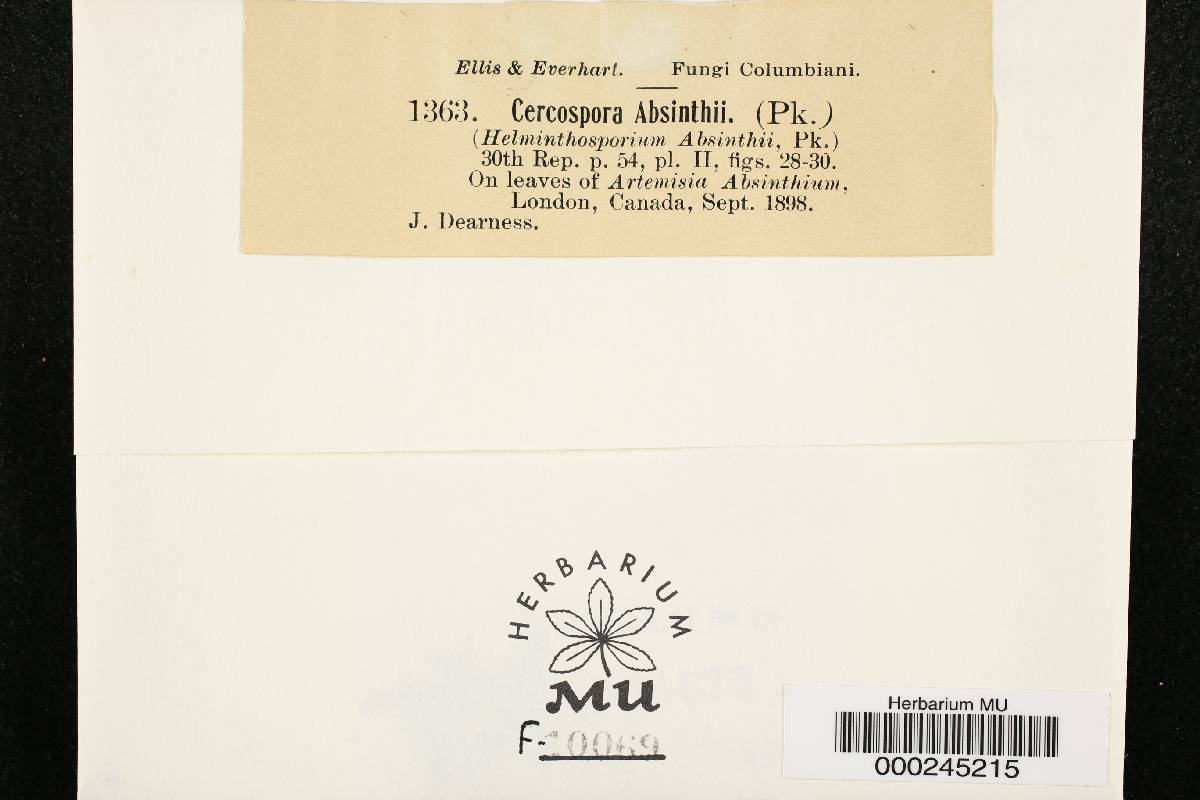 Ellis & Everhart. Fungi Columbiani.
1363. Cercospora Absinthii. (Pk.)
(Helminthosporium Absinthii, Pk.)
30th Rep. p. 54, pl. II, figs. 28-30.
On leaves of Artemisia Absinthium,
London, Canada, Sept. 1898.
J. Dearness.
HERBARIUM
MU
F-10069
Herbarium MU
000245215